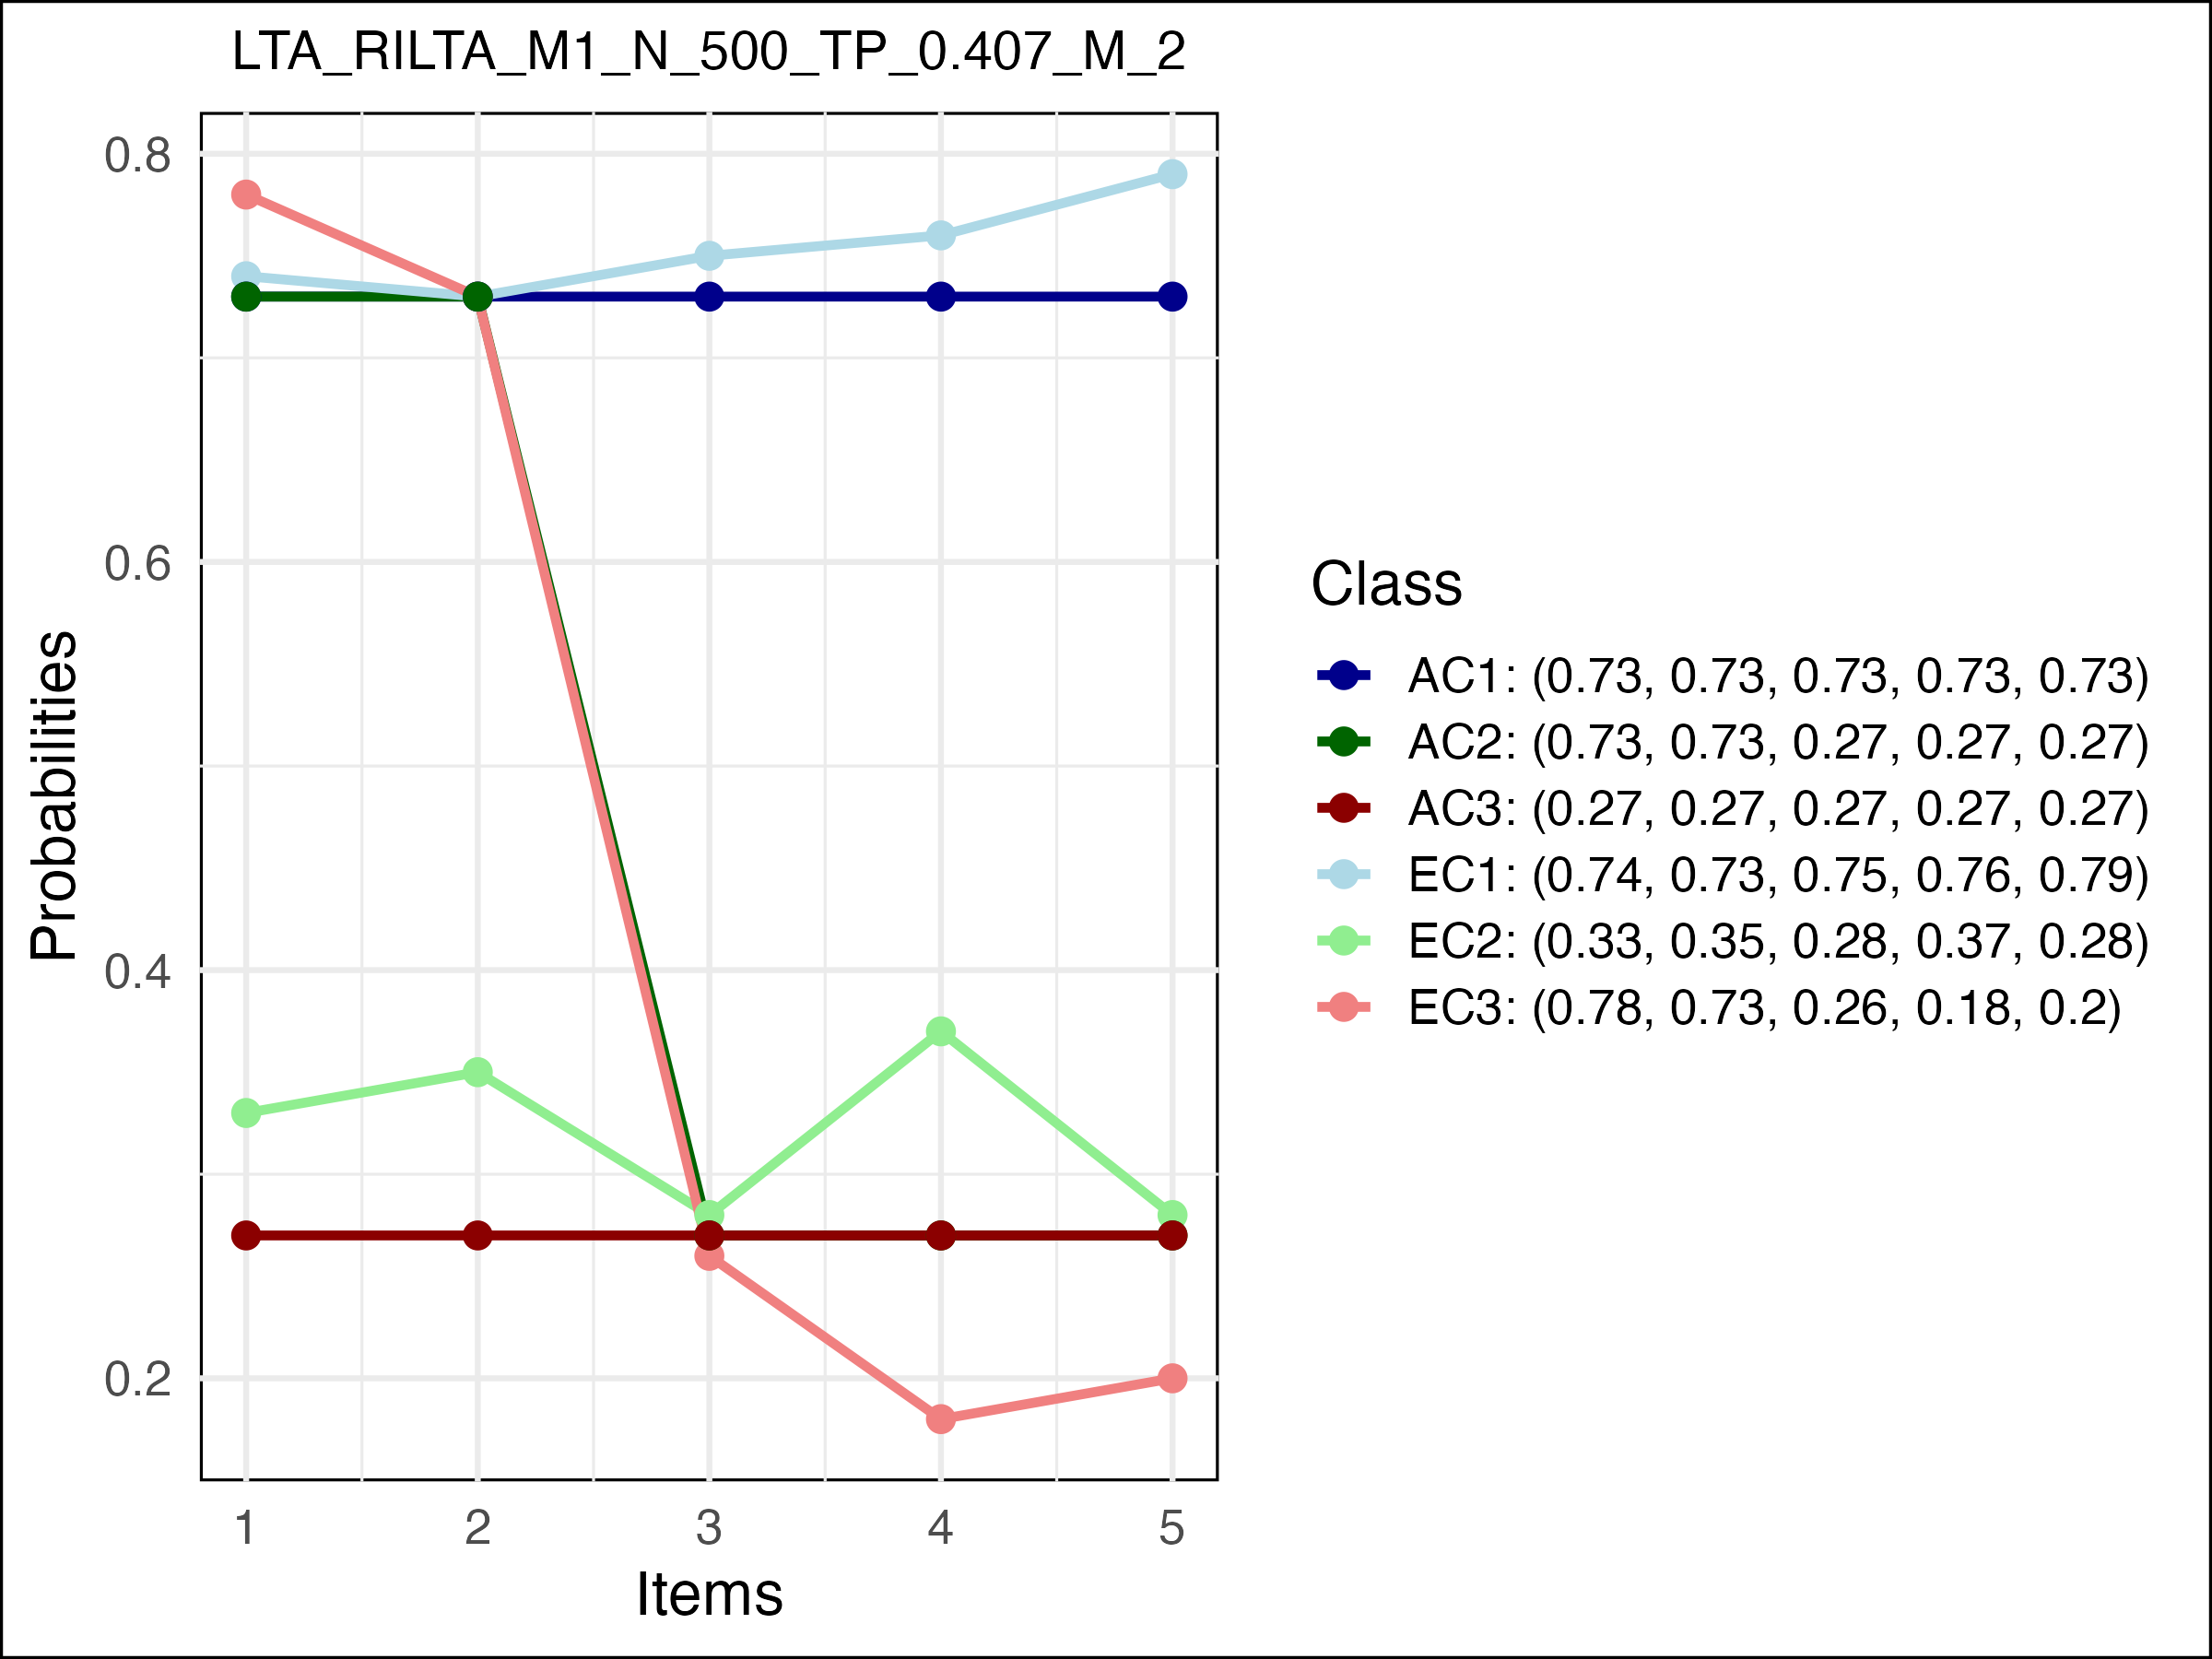 LTA_RILTA_M1_N_500_TP_0.407_M_2
0.8
0.6
0.4
0.2
Probabilities
1 2 3 4 5
Items
Class
AC1: (0.73, 0.73, 0.73, 0.73, 0.73)
AC2: (0.73, 0.73, 0.27, 0.27, 0.27)
AC3: (0.27, 0.27, 0.27, 0.27, 0.27)
EC1: (0.74, 0.73, 0.75, 0.76, 0.79)
EC2: (0.33, 0.35, 0.28, 0.37, 0.28)
EC3: (0.78, 0.73, 0.26, 0.18, 0.2)